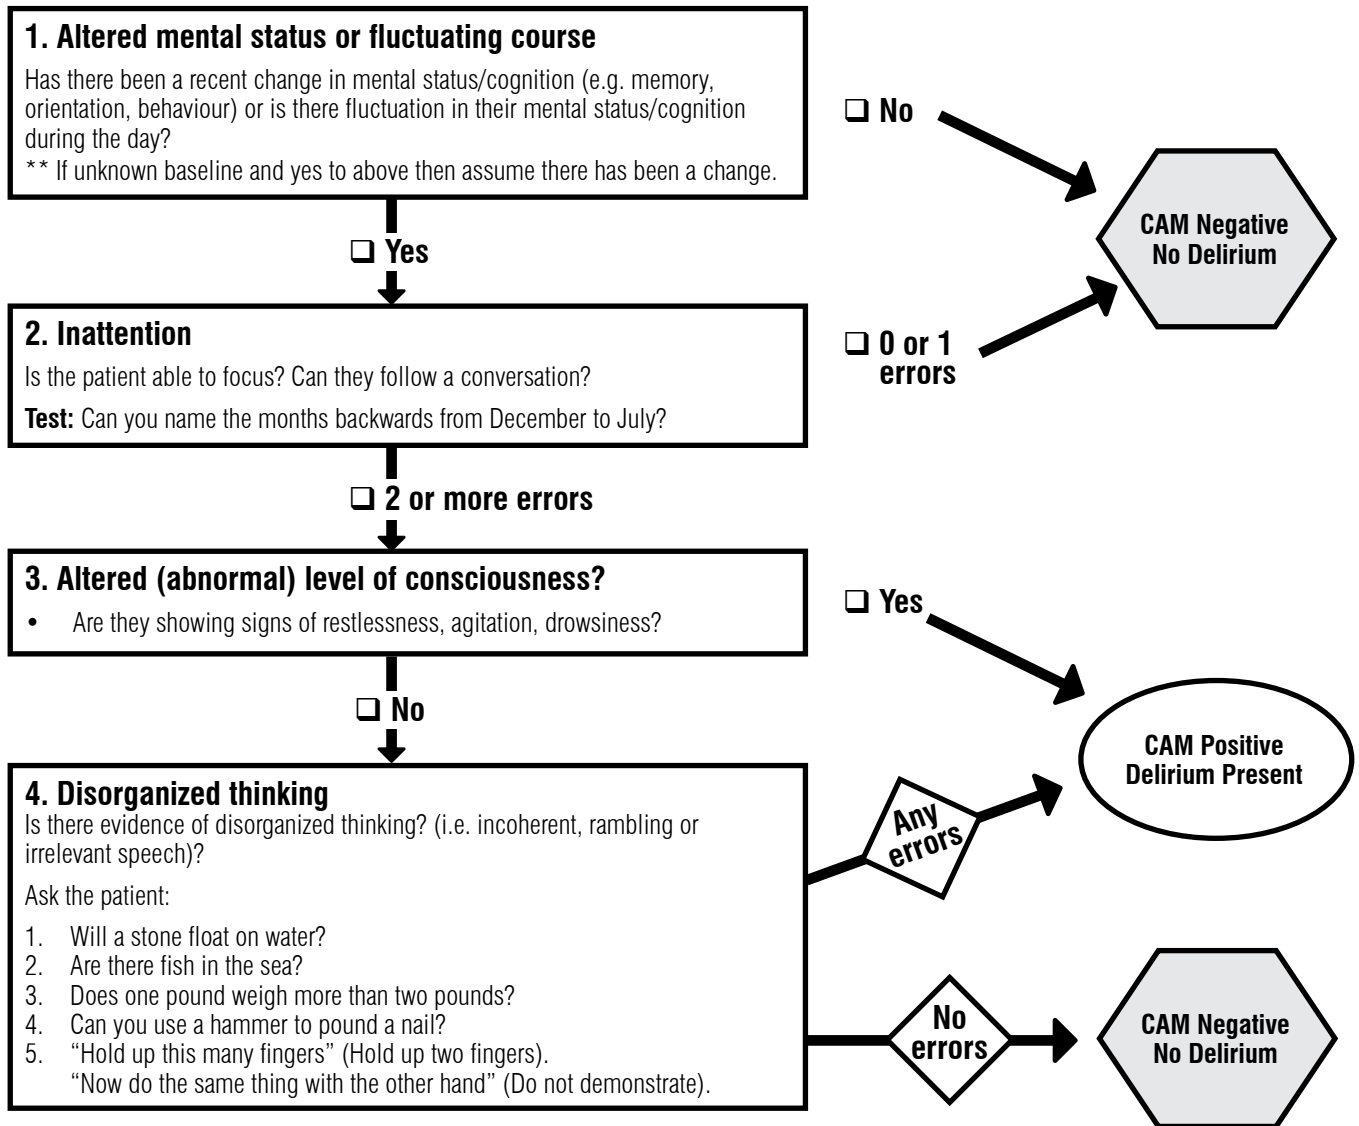 1. Altered mental status or fluctuating course
Has there been a recent change in mental status/cognition (e.g. memory,
orientation, behaviour) or is there fluctuation in their mental status/cognition
during the day?
** If unknown baseline and yes to above then assume there has been a change.
❑ No
CAM Negative
No Delirium
❑ Yes
2. Inattention
Is the patient able to focus? Can they follow a conversation?
Test: Can you name the months backwards from December to July?
❑ 0 or 1
errors
❑ 2 or more errors
3. Altered (abnormal) level of consciousness?
• Are they showing signs of restlessness, agitation, drowsiness?
❑ Yes
CAM Positive
Delirium Present
❑ No
4. Disorganized thinking
Is there evidence of disorganized thinking? (i.e. incoherent, rambling or
irrelevant speech)?
Ask the patient:
1. Will a stone float on water?
2. Are there fish in the sea?
3. Does one pound weigh more than two pounds?
4. Can you use a hammer to pound a nail?
5. “Hold up this many fingers” (Hold up two fingers).
“Now do the same thing with the other hand” (Do not demonstrate).
Any
errors
No
errors
CAM Negative
No Delirium